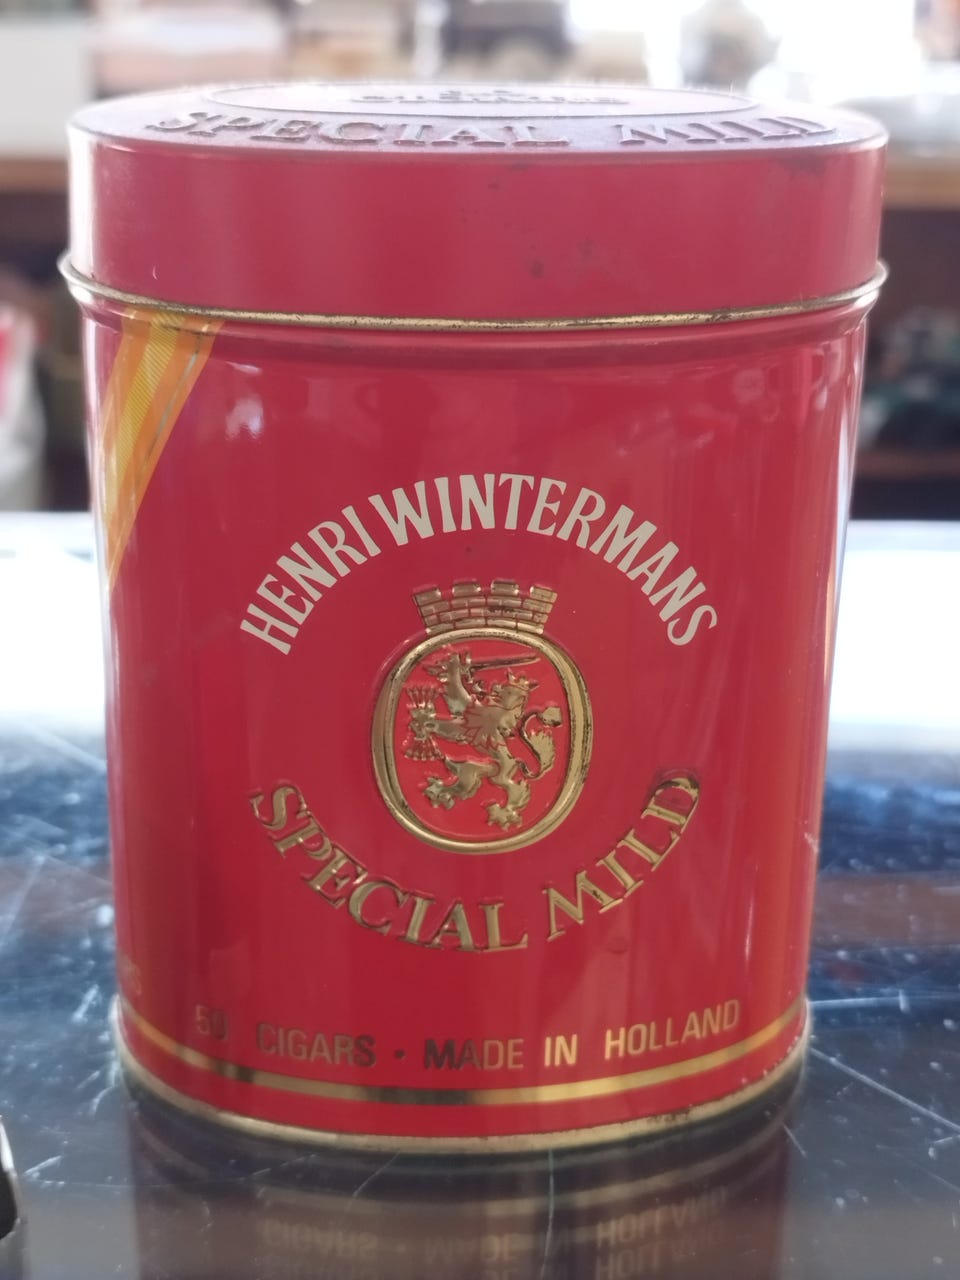 SPECIAL MILD
HENRI WINTERMANS
SPECIAL MILD
50 CIGARS · MADE IN HOLLAND